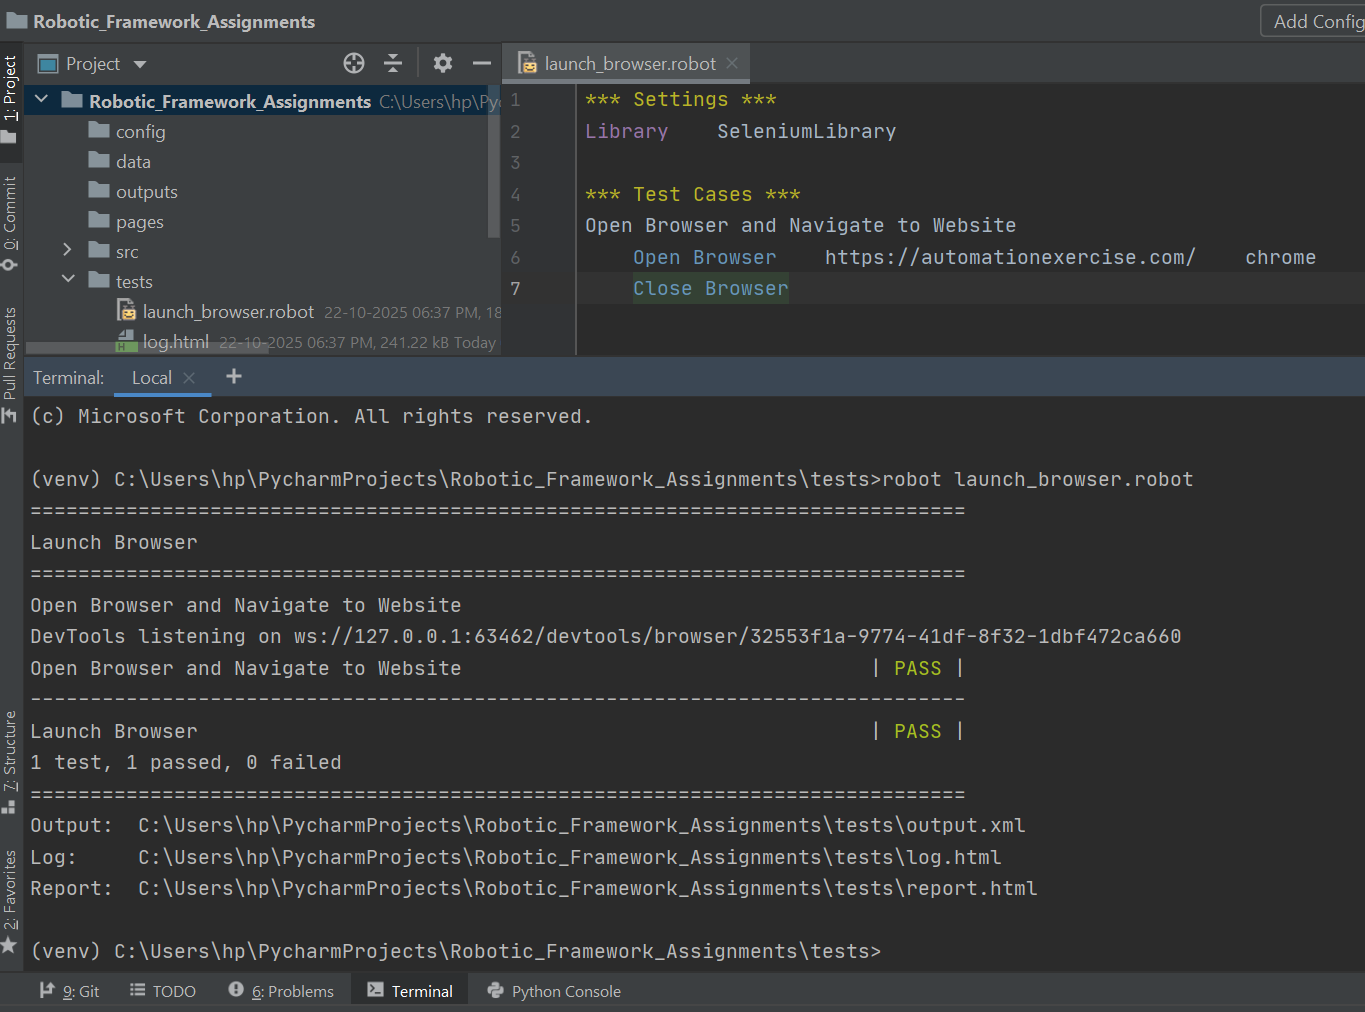 Robotic_Framework_Assignments
Add Config
Project
launch_browser.robot
1: Project
0: Commit
Pull Requests
7: Structure
2: Favorites
Robotic_Framework_Assignments C:\Users\hp\Py
config
data
outputs
pages
src
tests
launch_browser.robot 22-10-2025 06:37 PM, 18
log.html 22-10-2025 06:37 PM, 241.22 kB Today
1 *** Settings ***
2 Library    SeleniumLibrary
3
4 *** Test Cases ***
5 Open Browser and Navigate to Website
6     Open Browser    https://automationexercise.com/    chrome
7     Close Browser
Terminal: Local
(c) Microsoft Corporation. All rights reserved.
(venv) C:\Users\hp\PycharmProjects\Robotic_Framework_Assignments\tests>robot launch_browser.robot
==============================================================================
Launch Browser
==============================================================================
Open Browser and Navigate to Website
DevTools listening on ws://127.0.0.1:63462/devtools/browser/32553f1a-9774-41df-8f32-1dbf472ca660
Open Browser and Navigate to Website                                  | PASS |
------------------------------------------------------------------------------
Launch Browser                                                        | PASS |
1 test, 1 passed, 0 failed
==============================================================================
Output:  C:\Users\hp\PycharmProjects\Robotic_Framework_Assignments\tests\output.xml
Log:     C:\Users\hp\PycharmProjects\Robotic_Framework_Assignments\tests\log.html
Report:  C:\Users\hp\PycharmProjects\Robotic_Framework_Assignments\tests\report.html
(venv) C:\Users\hp\PycharmProjects\Robotic_Framework_Assignments\tests>
9: Git TODO 6: Problems Terminal Python Console